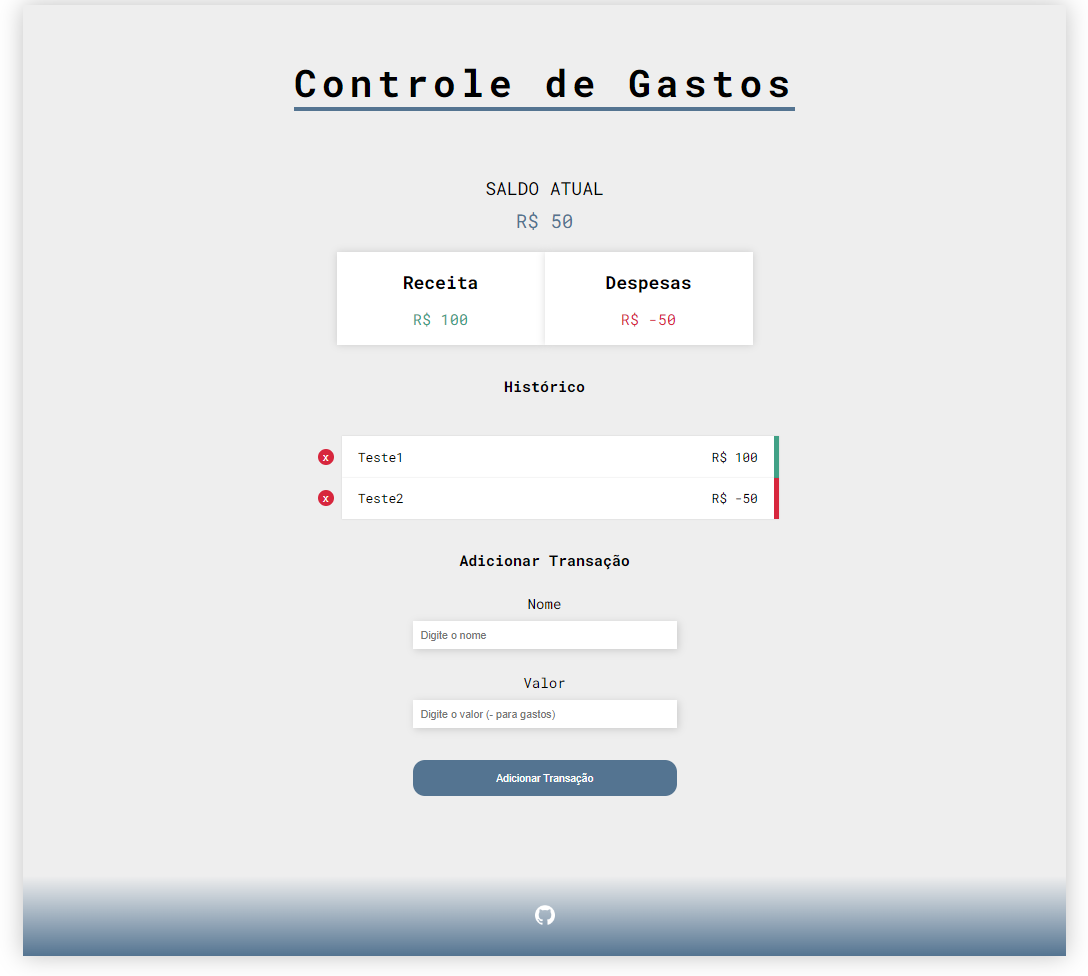 Controle de Gastos
SALDO ATUAL
R$ 50
Receita Despesas
R$ 100 R$ -50
Histórico
x Teste1 R$ 100
x Teste2 R$ -50
Adicionar Transação
Nome
Digite o nome
Valor
Digite o valor (- para gastos)
Adicionar Transação